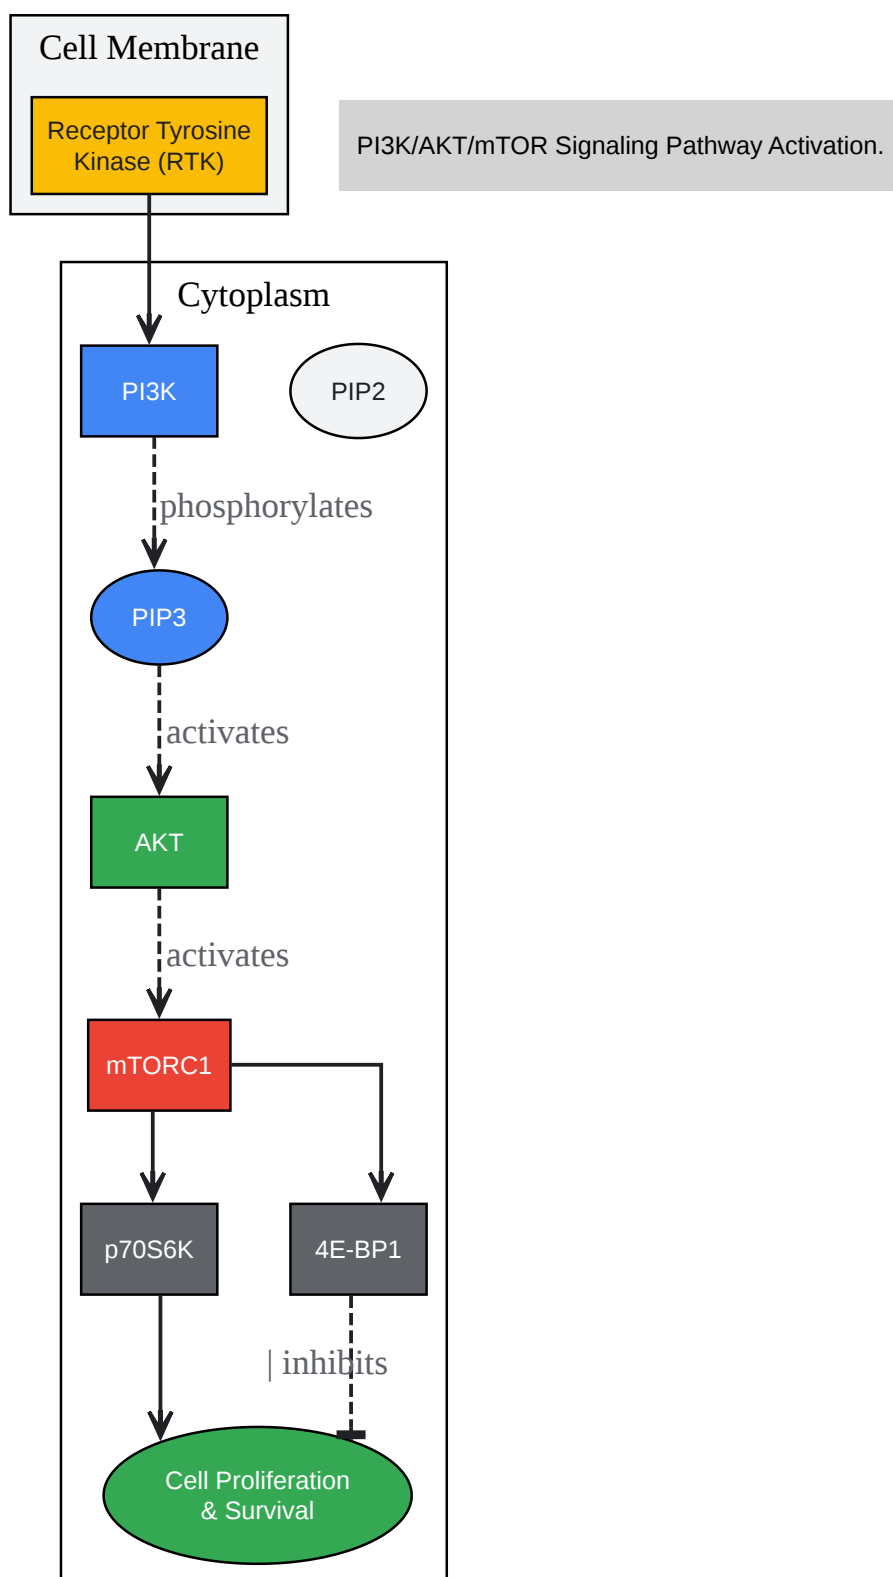 Cell Membrane
Receptor Tyrosine
Kinase (RTK)
PI3K/AKT/mTOR Signaling Pathway Activation.
Cytoplasm
PI3K
PIP2
phosphorylates
PIP3
activates
AKT
activates
mTORC1
p70S6K
4E-BP1
| inhibits
Cell Proliferation
& Survival